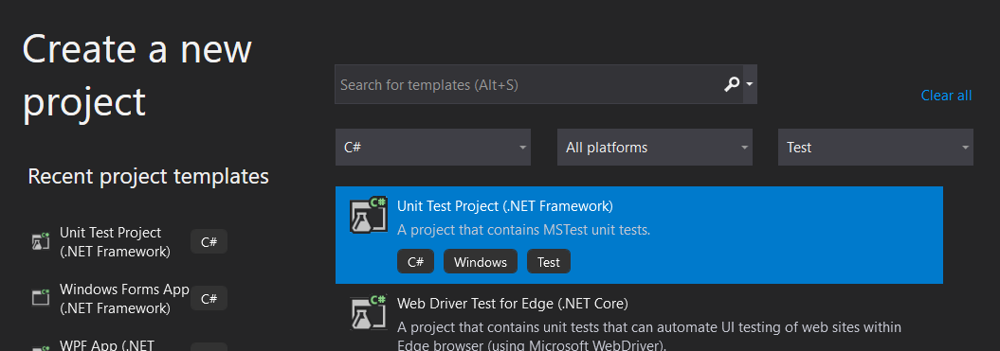 Create a new
project
Search for templates (Alt+S)
Clear all
C#
All platforms
Test
Recent project templates
Unit Test Project
(.NET Framework)
C#
Windows Forms App
(.NET Framework)
C#
WPF App (.NET
C#
Unit Test Project (.NET Framework)
A project that contains MSTest unit tests.
C#
Windows
Test
C#
Web Driver Test for Edge (.NET Core)
A project that contains unit tests that can automate UI testing of web sites within
Edge browser (using Microsoft WebDriver).